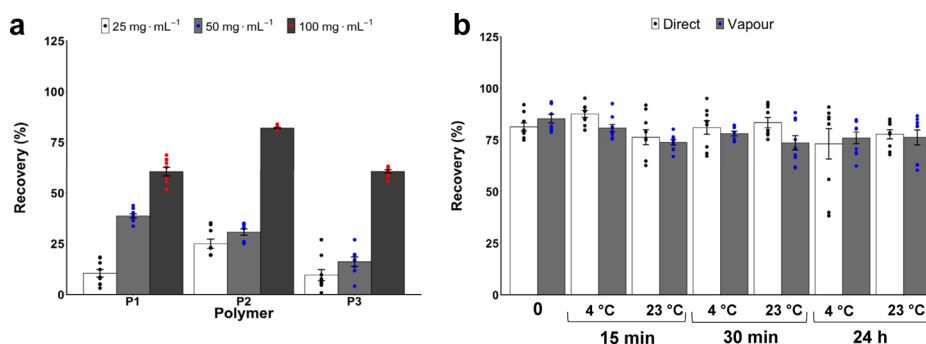 a
25 mg · mL⁻¹ 50 mg · mL⁻¹ 100 mg · mL⁻¹
Recovery (%)
125
100
75
50
25
0
P1 P2 P3
Polymer
b
Direct Vapour
Recovery (%)
125
100
75
50
25
0
0 4 °C 23 °C 4 °C 23 °C 4 °C 23 °C
15 min 30 min 24 h